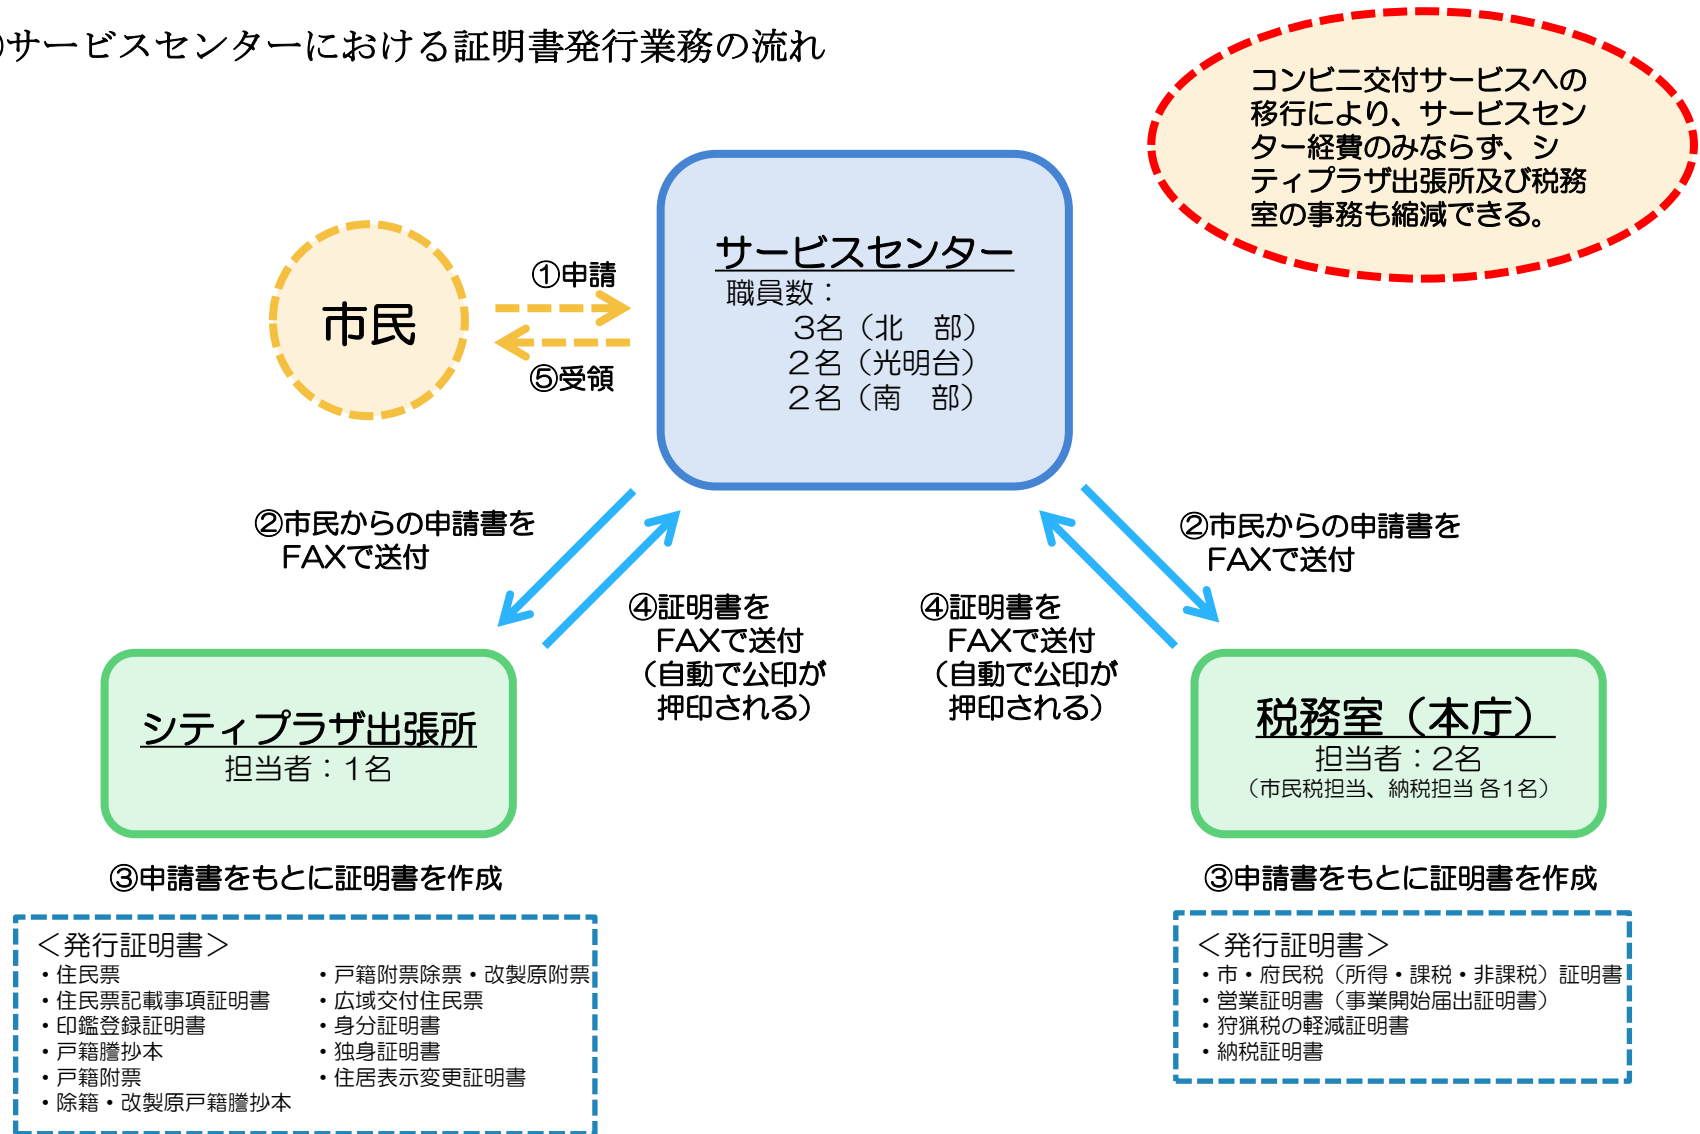 サービスセンターにおける証明書発行業務の流れ
コンビニ交付サービスへの
移行により、サービスセン
ター経費のみならず、シ
ティプラザ出張所及び税務
室の事務も縮減できる。
市民
①申請
⑤受領
サービスセンター
職員数：
3名（北　部）
2名（光明台）
2名（南　部）
②市民からの申請書を
FAXで送付
④証明書を
FAXで送付
（自動で公印が
押印される）
④証明書を
FAXで送付
（自動で公印が
押印される）
②市民からの申請書を
FAXで送付
シティプラザ出張所
担当者：1名
③申請書をもとに証明書を作成
＜発行証明書＞
・住民票
・住民票記載事項証明書
・印鑑登録証明書
・戸籍謄抄本
・戸籍附票
・除籍・改製原戸籍謄抄本
・戸籍附票除票・改製原附票
・広域交付住民票
・身分証明書
・独身証明書
・住居表示変更証明書
税務室（本庁）
担当者：2名
（市民税担当、納税担当 各1名）
③申請書をもとに証明書を作成
＜発行証明書＞
・市・府民税（所得・課税・非課税）証明書
・営業証明書（事業開始届出証明書）
・狩猟税の軽減証明書
・納税証明書